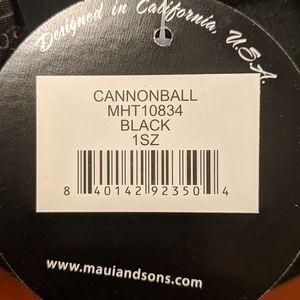 Designed in California, U.S.A.
CANNONBALL
MHT10834
BLACK
1SZ
8 40142 92350 4
www.mauiandsons.com